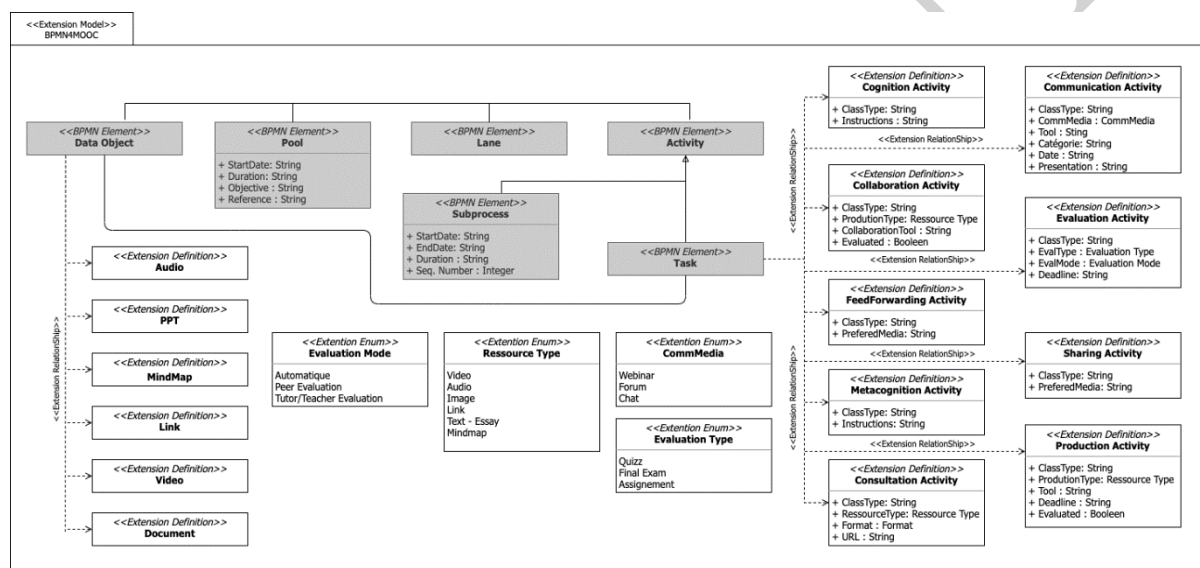 <<Extension Model>>
BPMN4MOOC
<<BPMN Element>>
Data Object
<<BPMN Element>>
Pool
+ StartDate: String
+ Duration: String
+ Objective : String
+ Reference : String
<<BPMN Element>>
Lane
<<BPMN Element>>
Activity
<<BPMN Element>>
Subprocess
+ StartDate: String
+ EndDate: String
+ Duration : String
+ Seq. Number : Integer
<<BPMN Element>>
Task
<<Extension RelationShip>>
<<Extension Definition>>
Audio
<<Extension Definition>>
PPT
<<Extension Definition>>
MindMap
<<Extension Definition>>
Link
<<Extension Definition>>
Video
<<Extension Definition>>
Document
<<Extention Enum>>
Evaluation Mode
Automatique
Peer Evaluation
Tutor/Teacher Evaluation
<<Extention Enum>>
Ressource Type
Video
Audio
Image
Link
Text - Essay
Mindmap
<<Extention Enum>>
CommMedia
Webinar
Forum
Chat
<<Extention Enum>>
Evaluation Type
Quizz
Final Exam
Assignement
<<Extension RelationShip>>
<<Extension RelationShip>>
<<Extension Definition>>
Cognition Activity
+ ClassType: String
+ Instructions : String
<<Extension RelationShip>>
<<Extension Definition>>
Communication Activity
+ ClassType: String
+ CommMedia : CommMedia
+ Tool : Sting
+ Catégorie: String
+ Date : String
+ Presentation : String
<<Extension Definition>>
Collaboration Activity
+ ClassType: String
+ ProdutionType: Ressource Type
+ CollaborationTool : String
+ Evaluated : Booleen
<<Extension RelationShip>>
<<Extension Definition>>
Evaluation Activity
+ ClassType: String
+ EvalType : Evaluation Type
+ EvalMode : Evaluation Mode
+ Deadline: String
<<Extension Definition>>
FeedForwarding Activity
+ ClassType: String
+ PreferedMedia: String
<<Extension RelationShip>>
<<Extension Definition>>
Sharing Activity
+ ClassType: String
+ PreferedMedia: String
<<Extension Definition>>
Metacognition Activity
+ ClassType: String
+ Instructions: String
<<Extension RelationShip>>
<<Extension Definition>>
Production Activity
+ ClassType: String
+ ProdutionType: Ressource Type
+ Tool : String
+ Deadline : String
+ Evaluated : Booleen
<<Extension Definition>>
Consultation Activity
+ ClassType: String
+ RessourceType: Ressource Type
+ Format : Format
+ URL : String